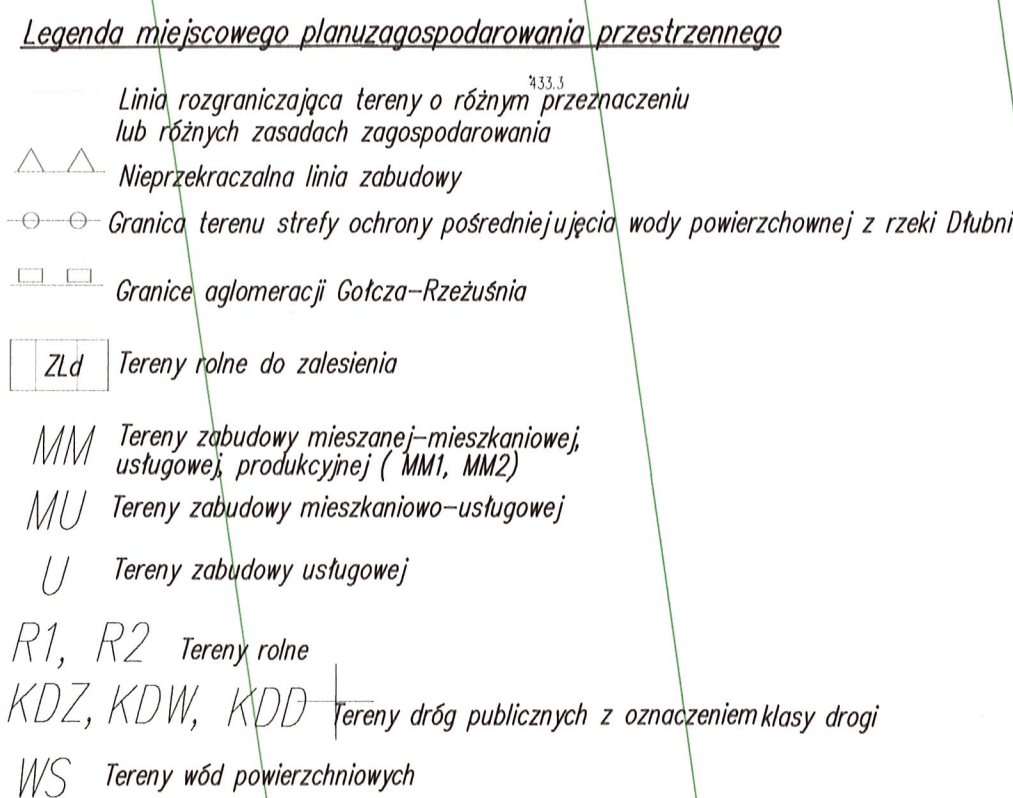 Legenda miejscowego planuzagospodarowania przestrzennego
433.3
Linia rozgraniczająca tereny o różnym przeznaczeniu
lub różnych zasadach zagospodarowania
Nieprzekraczalna linia zabudowy
Granica terenu strefy ochrony pośredniej ujęcia wody powierzchownej z rzeki Dłubni
Granice aglomeracji Gołcza-Rzeżuśnia
ZLd Tereny rolne do zalesienia
MM Tereny zabudowy mieszanej-mieszkaniowej,
usługowej, produkcyjnej ( MM1, MM2)
MU Tereny zabudowy mieszkaniowo-usługowej
U Tereny zabudowy usługowej
R1, R2 Tereny rolne
KDZ, KDW, KDD Tereny dróg publicznych z oznaczeniem klasy drogi
WS Tereny wód powierzchniowych